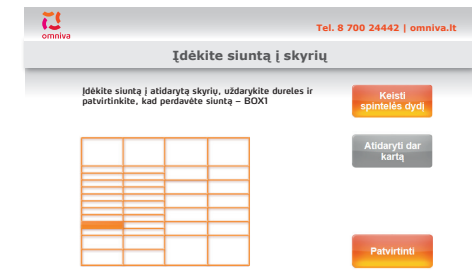 omniva
Tel. 8 700 24442 | omniva.lt
Įdėkite siuntą į skyrių
Įdėkite siuntą į atidarytą skyrių, uždarykite dureles ir
patvirtinkite, kad perdavėte siuntą – BOX1
Keisti
spintelės dydį
Atidaryti dar
kartą
Patvirtinti